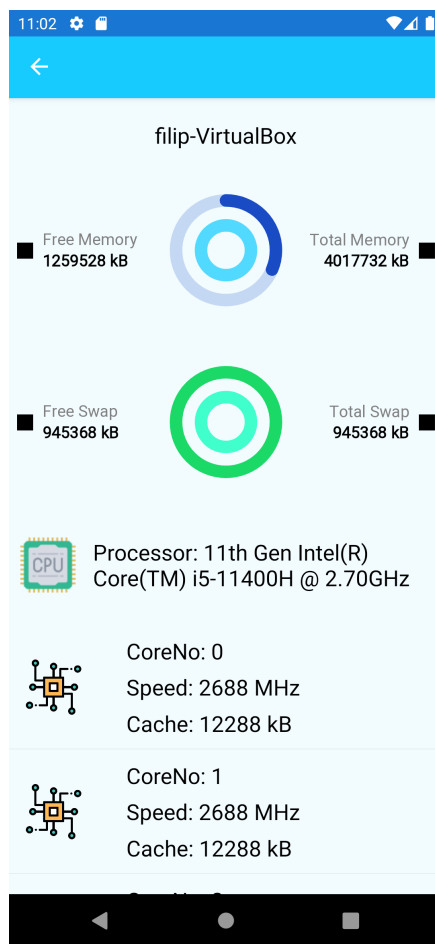 11:02
filip-VirtualBox
Free Memory
1259528 kB
Total Memory
4017732 kB
Free Swap
945368 kB
Total Swap
945368 kB
CPU
Processor: 11th Gen Intel(R)
Core(TM) i5-11400H @ 2.70GHz
CoreNo: 0
Speed: 2688 MHz
Cache: 12288 kB
CoreNo: 1
Speed: 2688 MHz
Cache: 12288 kB